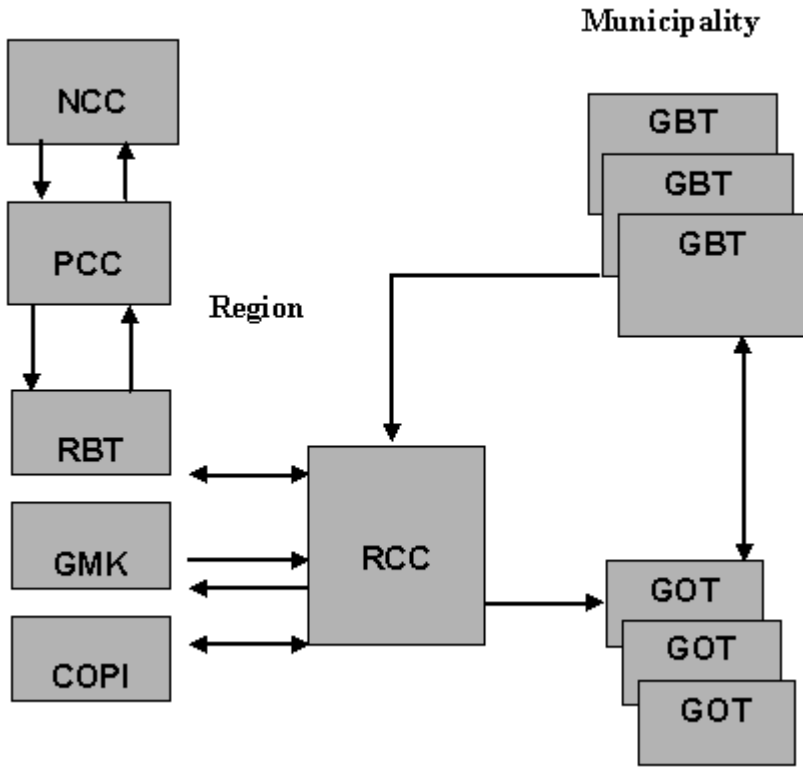 Municipality
NCC
GBT
GBT
GBT
PCC
Region
RBT
GMK
RCC
COPI
GOT
GOT
GOT